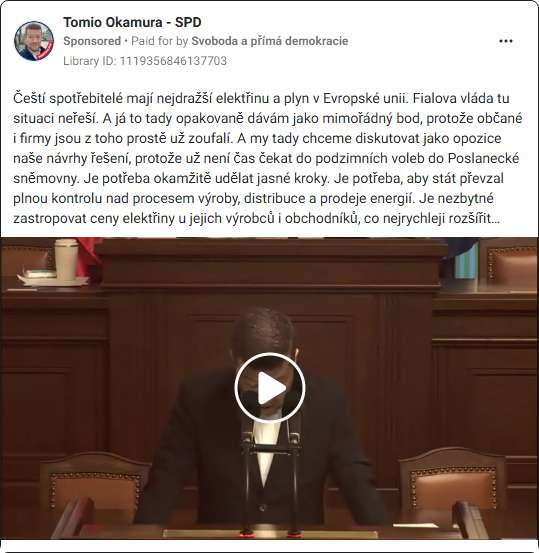 Tomio Okamura - SPD
Sponsored • Paid for by Svoboda a přímá demokracie
Library ID: 1119356846137703
Čeští spotřebitelé mají nejdražší elektřinu a plyn v Evropské unii. Fialova vláda tu
situaci neřeší. A já to tady opakovaně dávám jako mimořádný bod, protože občané
i firmy jsou z toho prostě už zoufalí. A my tady chceme diskutovat jako opozice
naše návrhy řešení, protože už není čas čekat do podzimních voleb do Poslanecké
sněmovny. Je potřeba okamžitě udělat jasné kroky. Je potřeba, aby stát převzal
plnou kontrolu nad procesem výroby, distribuce a prodeje energií. Je nezbytné
zastropovat ceny elektřiny u jejich výrobců i obchodníků, co nejrychleji rozšířit...